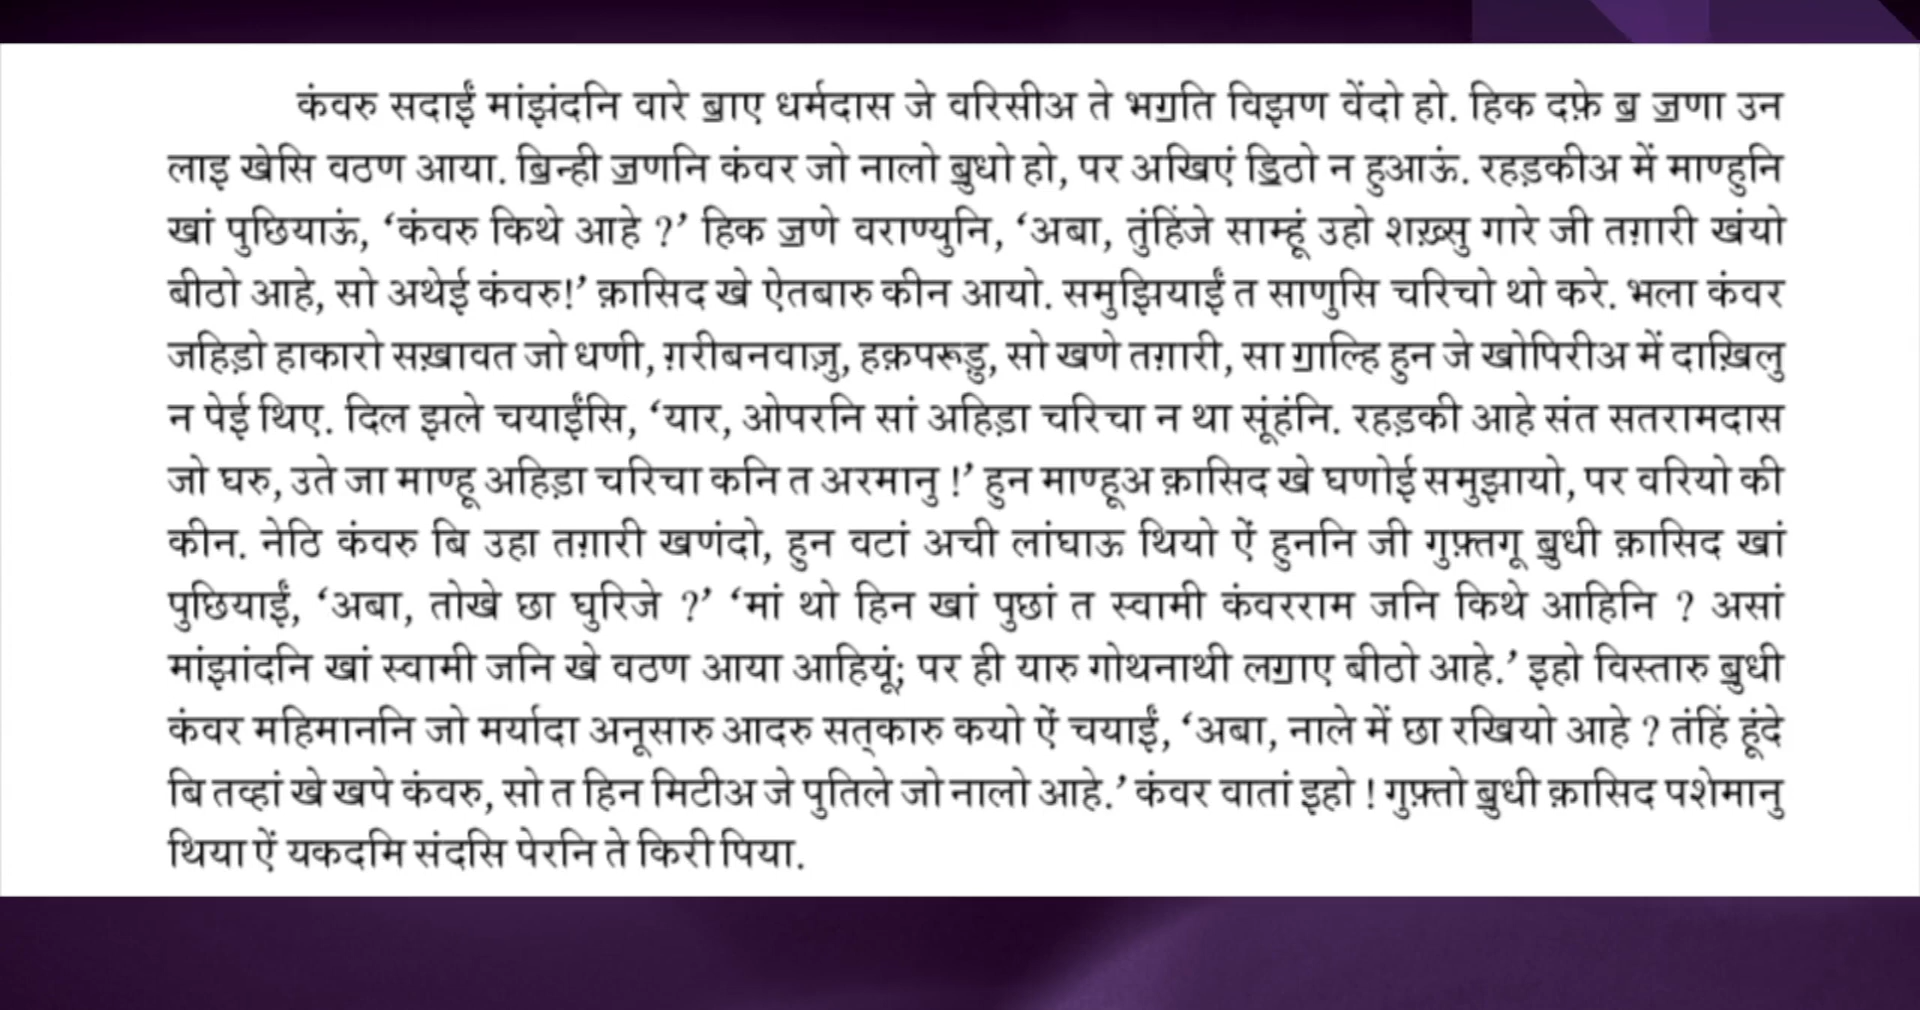 कंवरु सदाईं मांझंदनि वारे ॿाए धर्मदास जे वरिसीअ ते भॻति विझण वेंदो हो. हिक दफ़े ॿ ॼणा उन
लाइ खेसि वठण आया. ॿिन्ही ॼणनि कंवर जो नालो ॿुधो हो, पर अखिएं ॾिठो न हुआऊं. रहड़कीअ में माण्हुनि
खां पुछियाऊं, ‘कंवरु किथे आहे ?’ हिक ॼणे वराण्युनि, ‘अबा, तुंहिंजे साम्हूं उहो शख़्सु गारे जी तग़ारी खंयो
बीठो आहे, सो अथेई कंवरु!’ क़ासिद खे ऐतबारु कीन आयो. समुझियाईं त साणुसि चरिचो थो करे. भला कंवर
जहिड़ो हाकारो सख़ावत जो धणी, ग़रीबनवाज़ु, हक़परूड़ु, सो खणे तग़ारी, सा ॻाल्हि हुन जे खोपिरीअ में दाख़िलु
न पेई थिए. दिल झले चयाईंसि, ‘यार, ओपरनि सां अहिड़ा चरिचा न था सूंहंनि. रहड़की आहे संत सतरामदास
जो घरु, उते जा माण्हू अहिड़ा चरिचा कनि त अरमानु !’ हुन माण्हूअ क़ासिद खे घणोई समुझायो, पर वरियो की
कीन. नेठि कंवरु बि उहा तग़ारी खणंदो, हुन वटां अची लांघाऊ थियो ऐं हुननि जी गुफ़्तगू ॿुधी क़ासिद खां
पुछियाईं, ‘अबा, तोखे छा घुरिजे ?’ ‘मां थो हिन खां पुछां त स्वामी कंवरराम जनि किथे आहिनि ? असां
मांझांदनि खां स्वामी जनि खे वठण आया आहियूं; पर ही यारु गोथनाथी लॻाए बीठो आहे.’ इहो विस्तारु ॿुधी
कंवर महिमाननि जो मर्यादा अनूसारु आदरु सत्‌कारु कयो ऐं चयाईं, ‘अबा, नाले में छा रखियो आहे ? तंहिं हूंदे
बि तव्हां खे खपे कंवरु, सो त हिन मिटीअ जे पुतिले जो नालो आहे.’ कंवर वातां इहो ! गुफ़्तो ॿुधी क़ासिद पशेमानु
थिया ऐं यकदमि संदसि पेरनि ते किरी पिया.